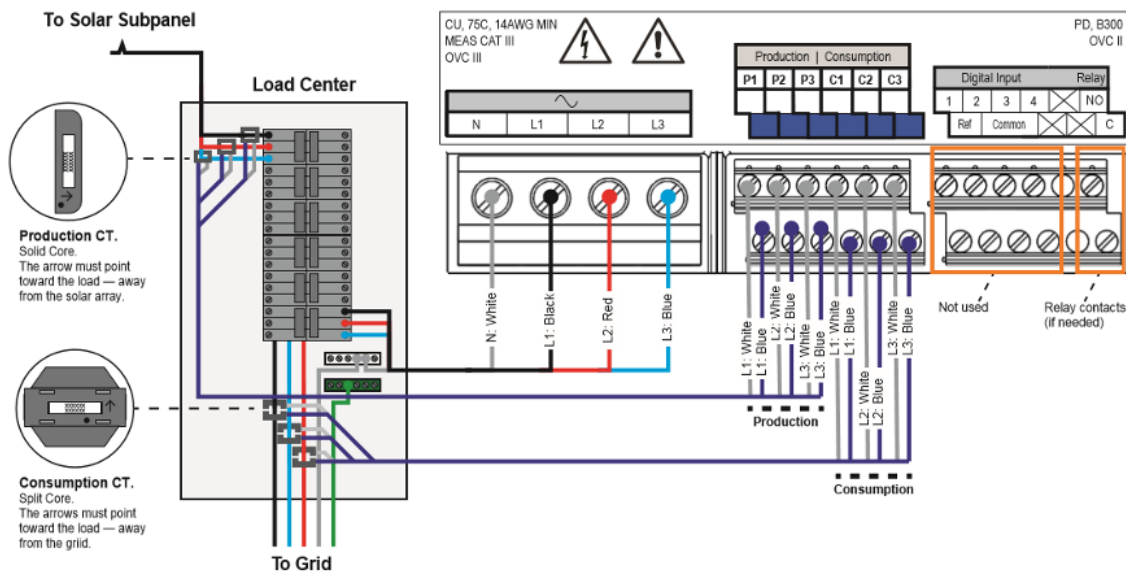 To Solar Subpanel
Load Center
CU, 75C, 14AWG MIN
MEAS CAT III
OVC III
PD, B300
OVC II
Production | Consumption
P1 P2 P3 C1 C2 C3
Digital Input Relay
1 2 3 4 NO
Ref Common C
N L1 L2 L3
Production CT.
Solid Core.
The arrow must point
toward the load — away
from the solar array.
N: White
L1: Black
L2: Red
L3: Blue
L1: White
L1: Blue
L2: White
L2: Blue
L3: White
L3: Blue
L1: White
L1: Blue
L2: White
L2: Blue
L3: White
L3: Blue
Not used
Relay contacts
(if needed)
Production
Consumption
Consumption CT.
Split Core.
The arrows must point
toward the load — away
from the griid.
To Grid